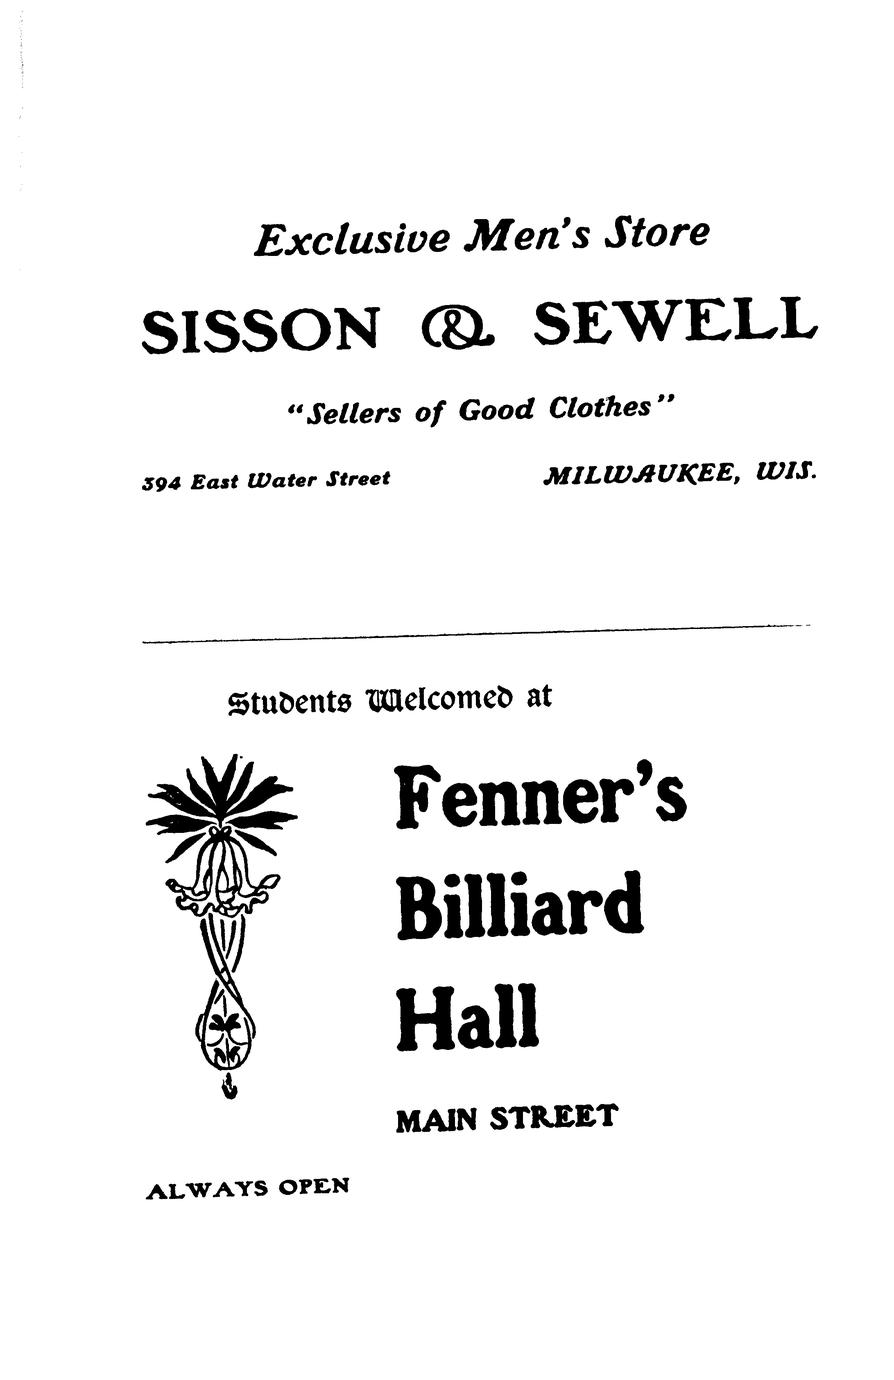 Exclusive Men's Store
SISSON & SEWELL
"Sellers of Good Clothes"
394 East Water Street MILWAUKEE, WIS.
Students Welcomed at
Fenner's
Billiard
Hall
MAIN STREET
ALWAYS OPEN